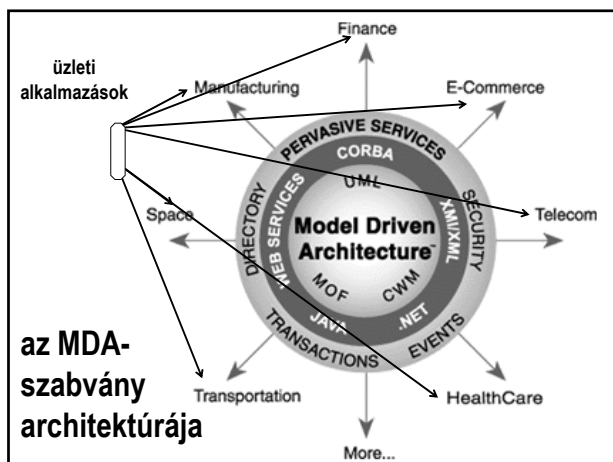 üzleti
alkalmazások
Finance
Manufacturing
E-Commerce
PERVASIVE SERVICES
CORBA
UML
DIRECTORY
WEB SERVICES
XMI/XML
SECURITY
Space
Model Driven
Architecture™
Telecom
MOF
CWM
JAVA
.NET
TRANSACTIONS
EVENTS
az MDA-
szabvány
architektúrája
Transportation
HealthCare
More...